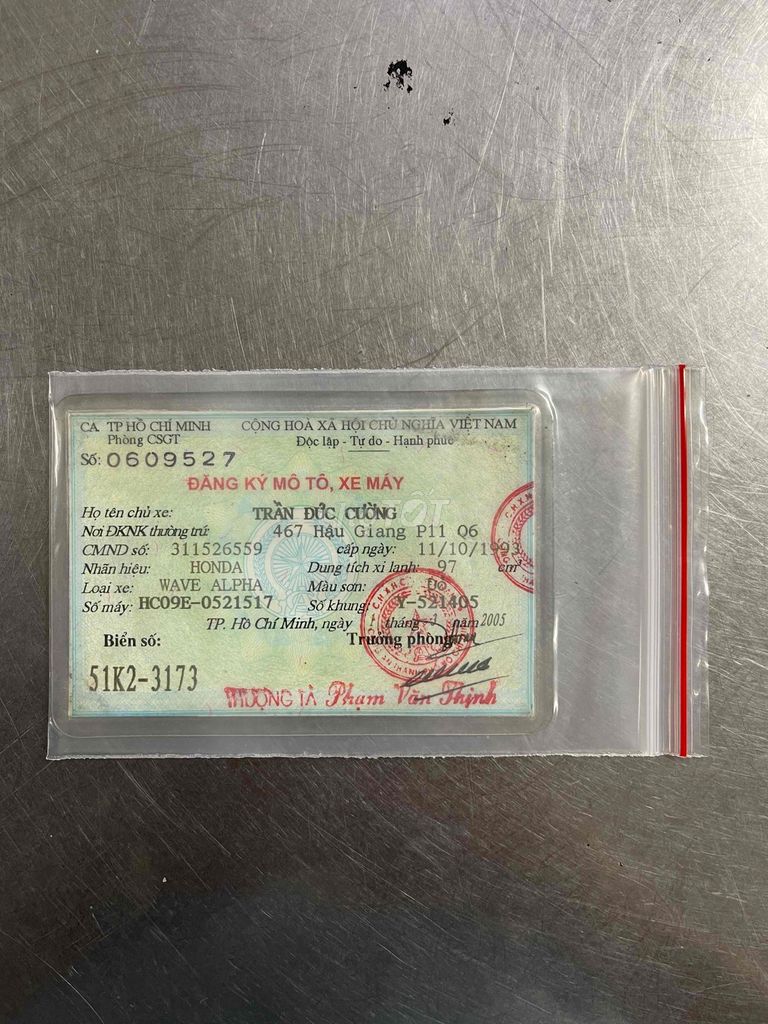 CA. TP HỒ CHÍ MINH CỘNG HOÀ XÃ HỘI CHỦ NGHĨA VIỆT NAM
Phòng CSGT Độc lập - Tự do - Hạnh phúc
Số: 0609527
ĐĂNG KÝ MÔ TÔ, XE MÁY
Họ tên chủ xe: TRẦN ĐỨC CƯỜNG
Nơi ĐKNK thường trú: 467 Hậu Giang P11 Q6
CMND số: 311526559 cấp ngày: 11/10/1993
Nhãn hiệu: HONDA Dung tích xi lanh: 97 cm³
Loại xe: WAVE ALPHA Màu sơn: ĐỎ
Số máy: HC09E-0521517 Số khung: Y-521405
TP. Hồ Chí Minh, ngày tháng 1 năm 2005
Biển số: Trưởng phòng
51K2-3173
THƯỢNG TÁ Phạm Văn Thịnh